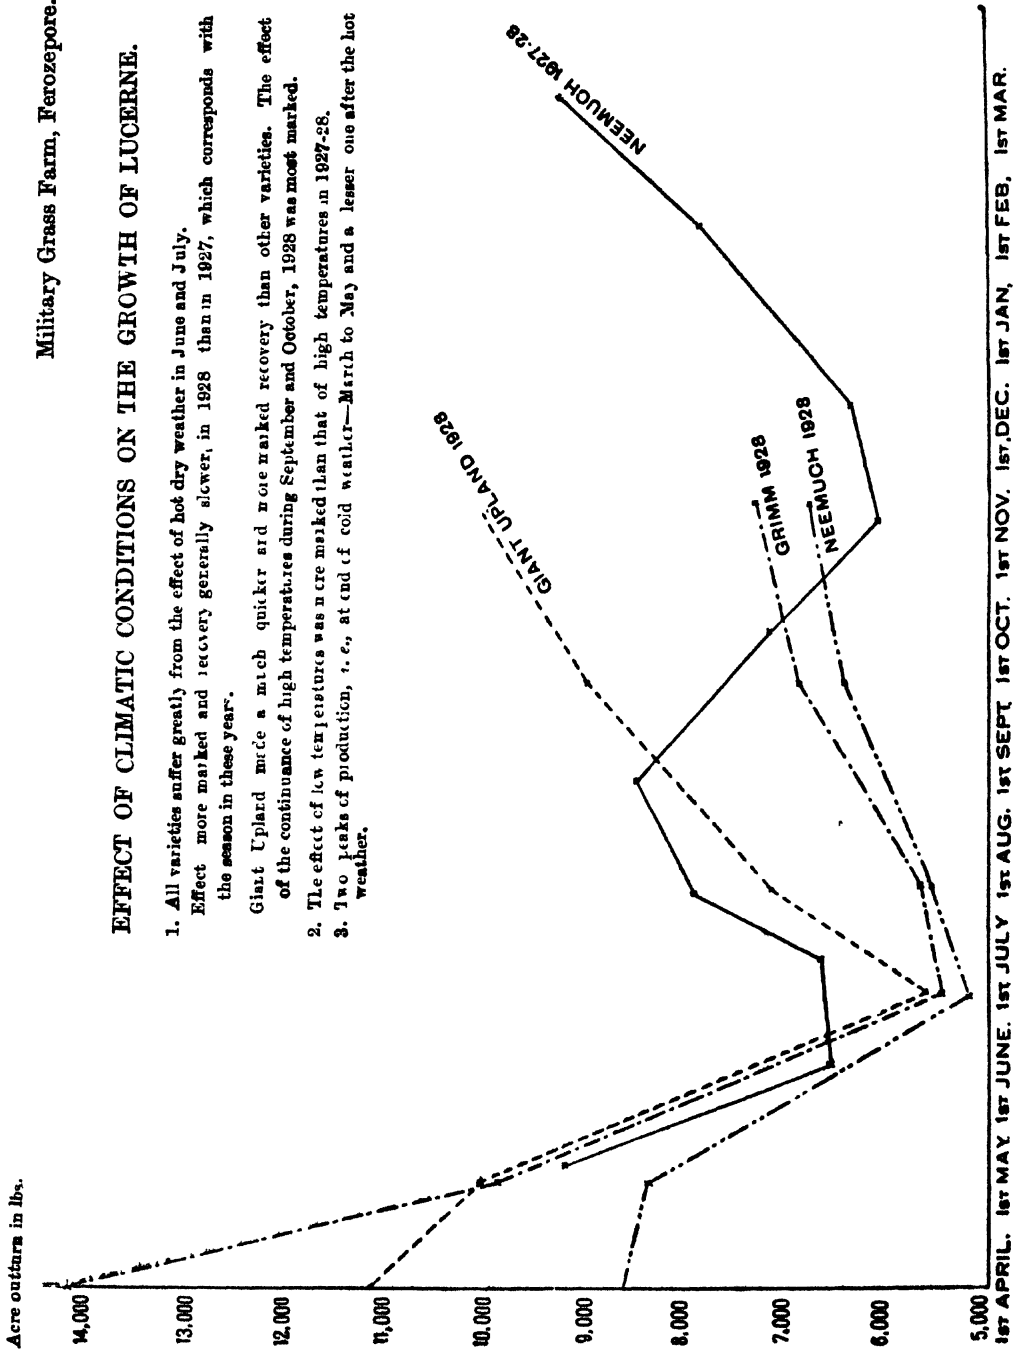 Military Grass Farm, Ferozepore.
EFFECT OF CLIMATIC CONDITIONS ON THE GROWTH OF LUCERNE.
1. All varieties suffer greatly from the effect of hot dry weather in June and July.
Effect more marked and recovery generally slower, in 1928 than in 1927, which corresponds with
the season in these years.
Giant Upland made a much quicker and more marked recovery than other varieties. The effect
of the continuance of high temperatures during September and October, 1928 was most marked.
2. The effect of low temperatures was more marked than that of high temperatures in 1927-28.
3. Two peaks of production, i. e., at end of cold weather—March to May and a lesser one after the hot
weather.
Acre outturn in lbs.
14,000
13.000
12,000
11,000
10,000
9,000
8,000
7,000
6,000
5,000
NEEMUCH 1927-28
GIANT UPLAND 1928
GRIMM 1928
NEEMUCH 1928
1ST APRIL. 1ST MAY. 1ST JUNE. 1ST JULY 1ST AUG. 1ST SEPT. 1ST OCT. 1ST NOV. 1ST. DEC. 1ST JAN, 1ST FEB, 1ST MAR.